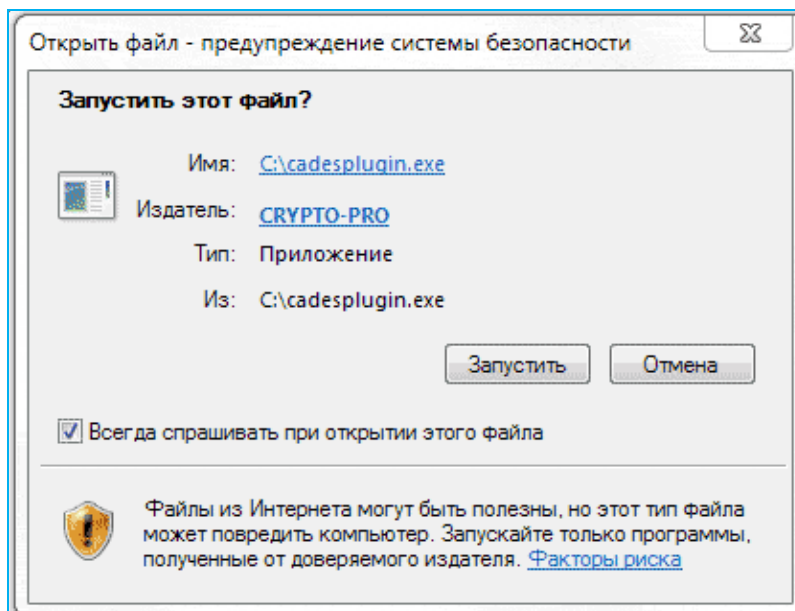 Открыть файл - предупреждение системы безопасности
Запустить этот файл?
Имя: C:\cadesplugin.exe
Издатель: CRYPTO-PRO
Тип: Приложение
Из: C:\cadesplugin.exe
Запустить Отмена
Всегда спрашивать при открытии этого файла
Файлы из Интернета могут быть полезны, но этот тип файла
может повредить компьютер. Запускайте только программы,
полученные от доверяемого издателя. Факторы риска